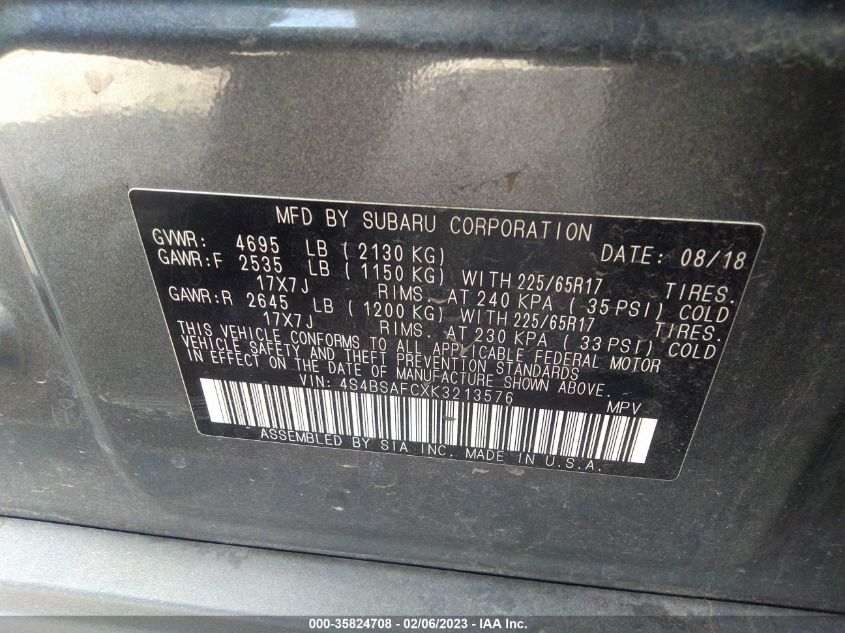 MFD BY SUBARU CORPORATION
GVWR: 4695 LB ( 2130 KG) DATE: 08/18
GAWR:F 2535 LB ( 1150 KG) WITH 225/65R17 TIRES.
17X7J RIMS. AT 240 KPA ( 35 PSI) COLD
GAWR:R 2645 LB ( 1200 KG) WITH 225/65R17 TIRES.
17X7J RIMS. AT 230 KPA ( 33 PSI) COLD
THIS VEHICLE CONFORMS TO ALL APPLICABLE FEDERAL MOTOR
VEHICLE SAFETY AND THEFT PREVENTION STANDARDS
IN EFFECT ON THE DATE OF MANUFACTURE SHOWN ABOVE.
VIN: 4S4BSAFCXK3213576 MPV
ASSEMBLED BY SIA INC. MADE IN U.S.A.
000-35824708 - 02/06/2023 - IAA Inc.